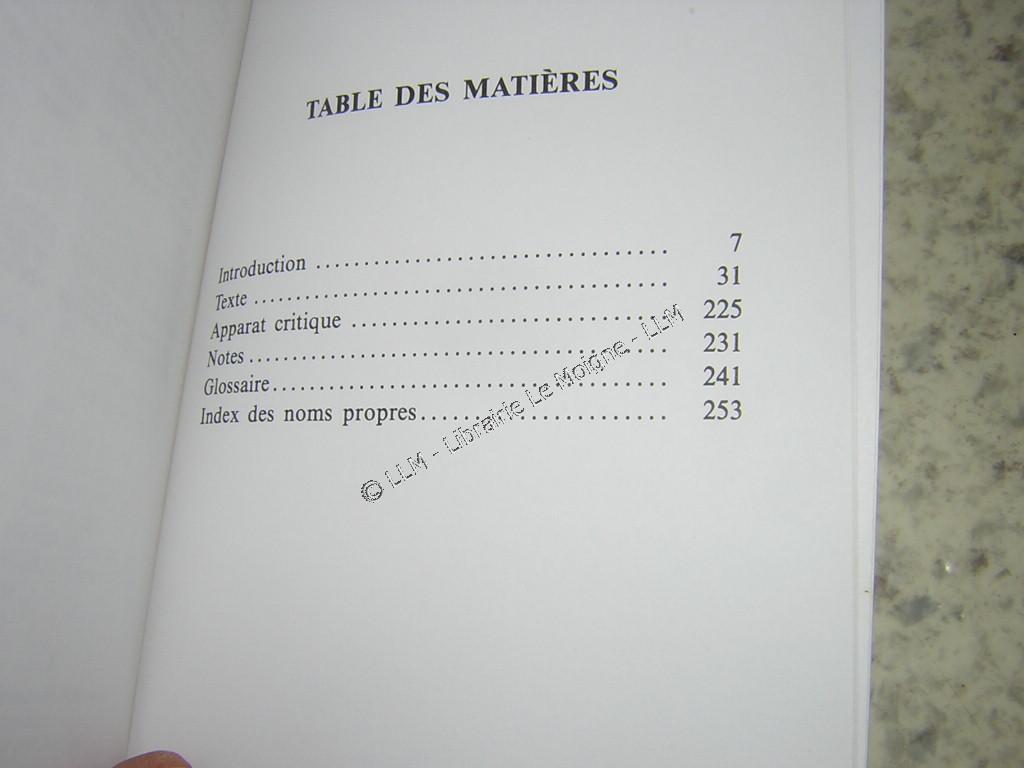 TABLE DES MATIÈRES
Introduction .................................... 7
Texte .......................................... 31
Apparat critique ................................ 225
Notes .......................................... 231
Glossaire........................................ 241
Index des noms propres.......................... 253
© LLM - Librairie Le Moigne - LLM